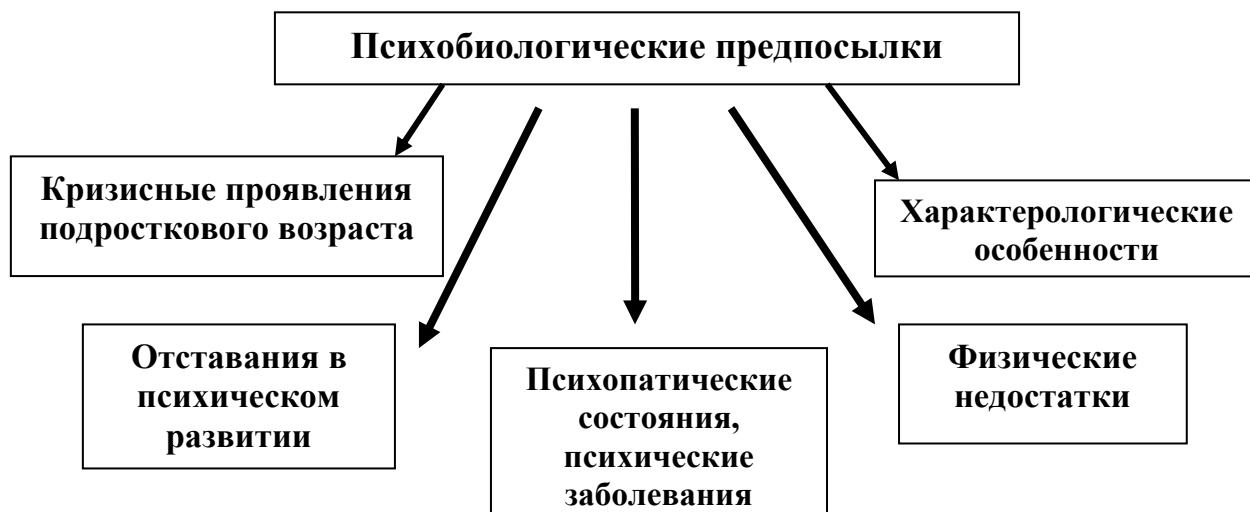 Психобиологические предпосылки
Кризисные проявления
подросткового возраста
Характерологические
особенности
Отставания в
психическом
развитии
Психопатические
состояния,
психические
заболевания
Физические
недостатки